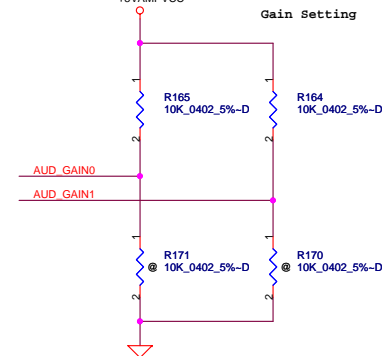 Gain Setting
1
1
R165
10K_0402_5%~D
R164
10K_0402_5%~D
2
2
AUD_GAIN0
AUD_GAIN1
1
1
R171
@ 10K_0402_5%~D
R170
@ 10K_0402_5%~D
2
2